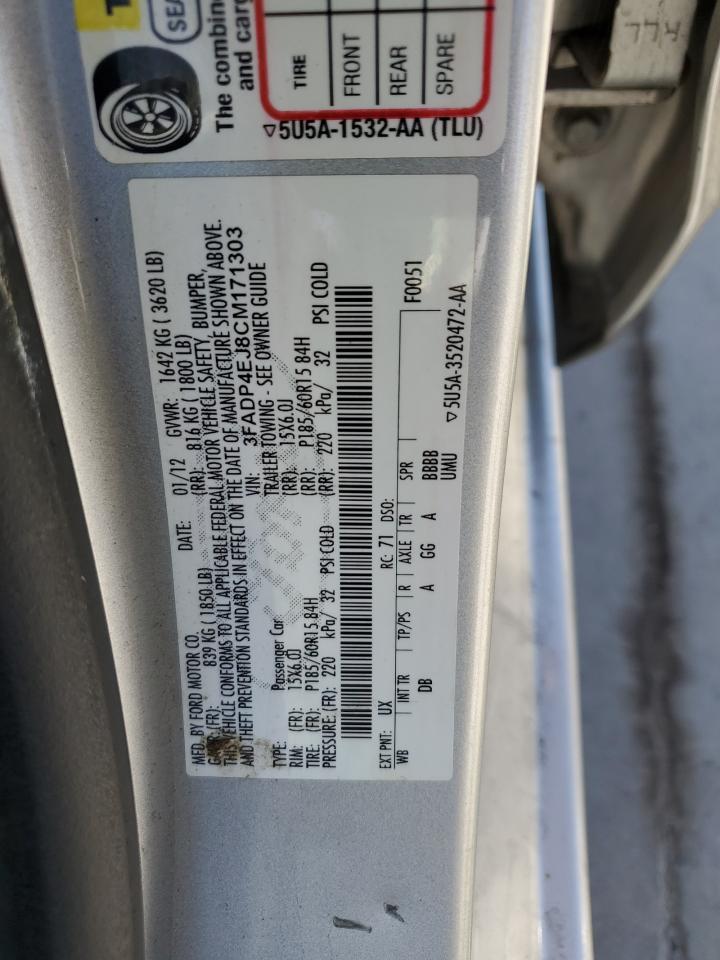 SEA
The combin
and carg
TIRE
FRONT
REAR
SPARE
▽5U5A-1532-AA (TLU)
MFD. BY FORD MOTOR CO.
DATE: 01/12 GVWR: 1642 KG ( 3620 LB)
(FR): 839 KG ( 1850 LB) (RR): 816 KG ( 1800 LB)
THIS VEHICLE CONFORMS TO ALL APPLICABLE FEDERAL MOTOR VEHICLE SAFETY, BUMPER,
AND THEFT PREVENTION STANDARDS IN EFFECT ON THE DATE OF MANUFACTURE SHOWN ABOVE.
VIN: 3FADP4EJ8CM171303
TYPE: Passenger Car TRAILER TOWING - SEE OWNER GUIDE
RIM: (FR): 15X6.0J (RR): 15X6.0J
TIRE: (FR): P185/60R15 84H (RR): P185/60R15 84H
PRESSURE: (FR): 220 kPa/ 32 PSI COLD (RR): 220 kPa/ 32 PSI COLD
EXT PNT: UX RC: 71 DSO: F0051
WB INT TR TP/PS R AXLE TR SPR
DB A GG A BBBB
UMU
▽5U5A-3520472-AA